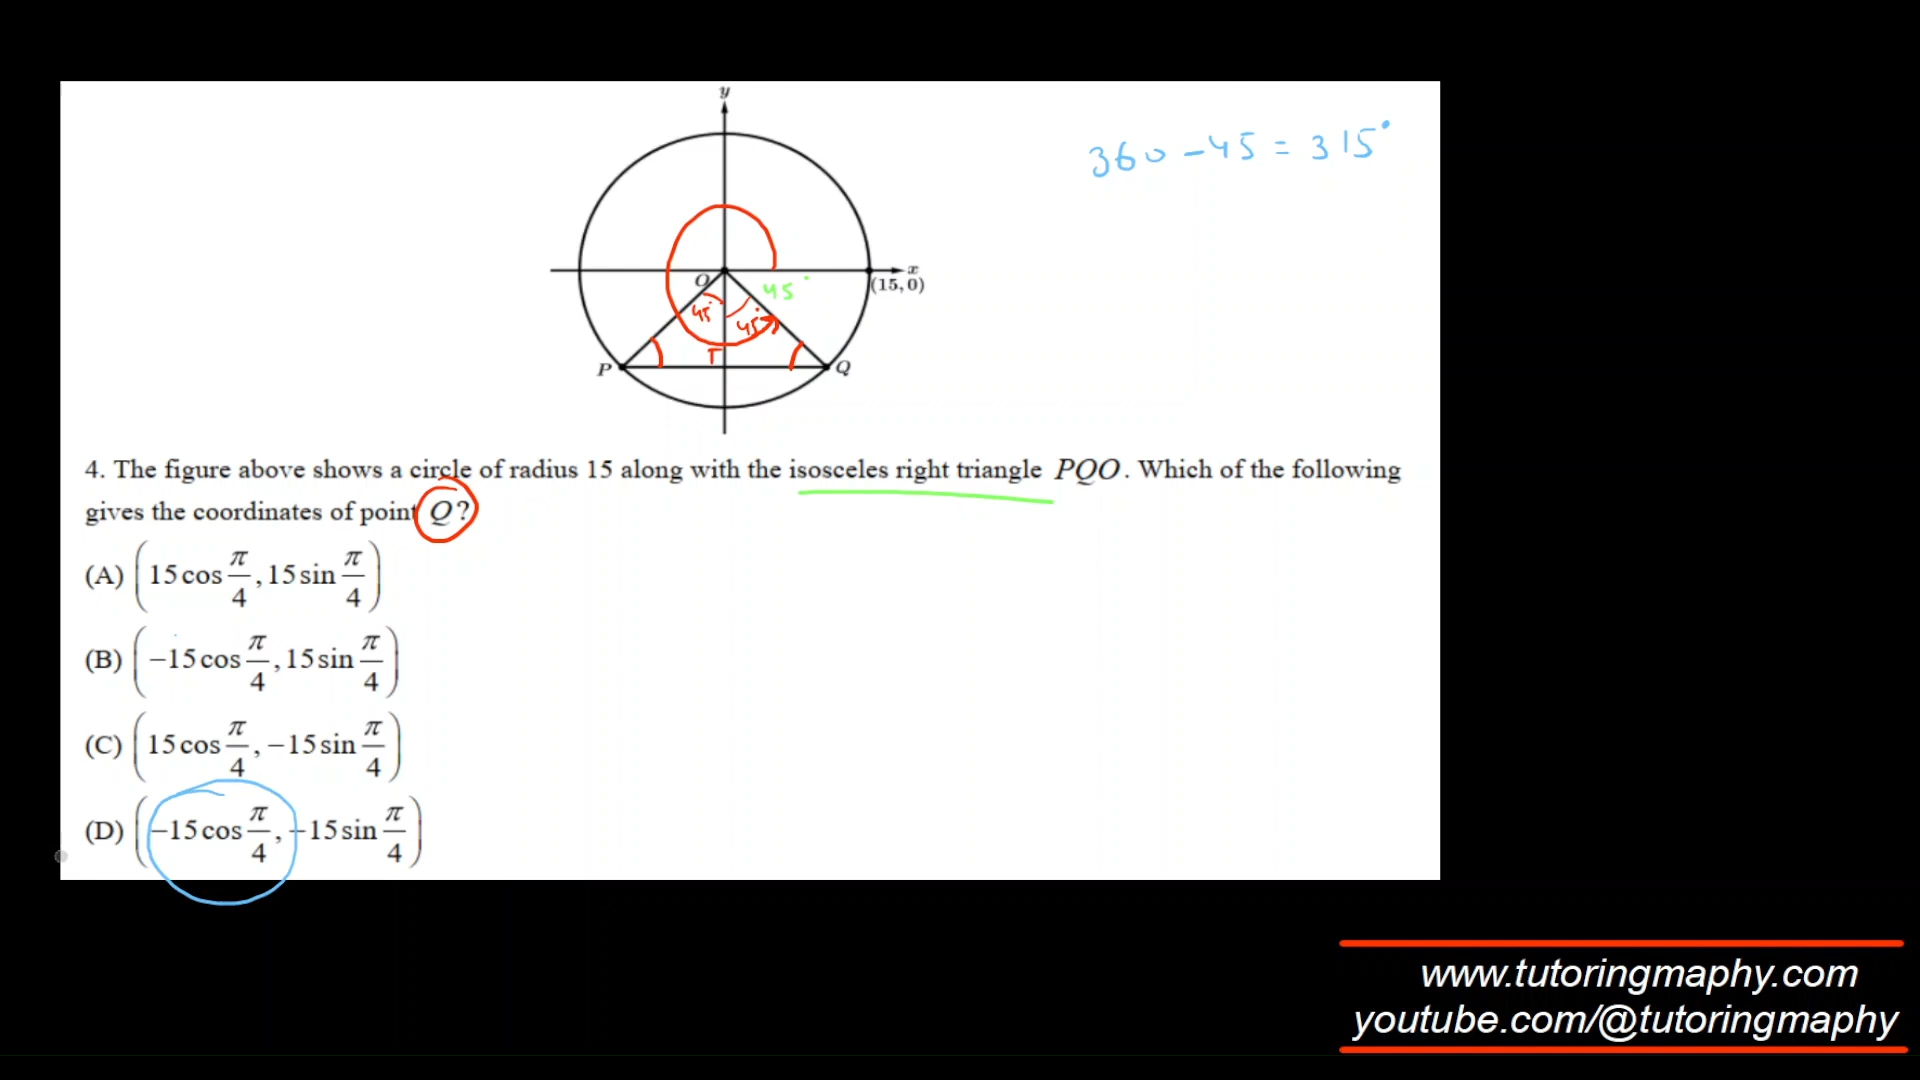 y
360 - 45 = 315°
O
45°
x
(15,0)
45°
45°
T
P
Q
4. The figure above shows a circle of radius 15 along with the isosceles right triangle PQO. Which of the following
gives the coordinates of point Q?
(A) (15 cos π/4, 15 sin π/4)
(B) (−15 cos π/4, 15 sin π/4)
(C) (15 cos π/4, −15 sin π/4)
(D) (−15 cos π/4, −15 sin π/4)
www.tutoringmaphy.com
youtube.com/@tutoringmaphy